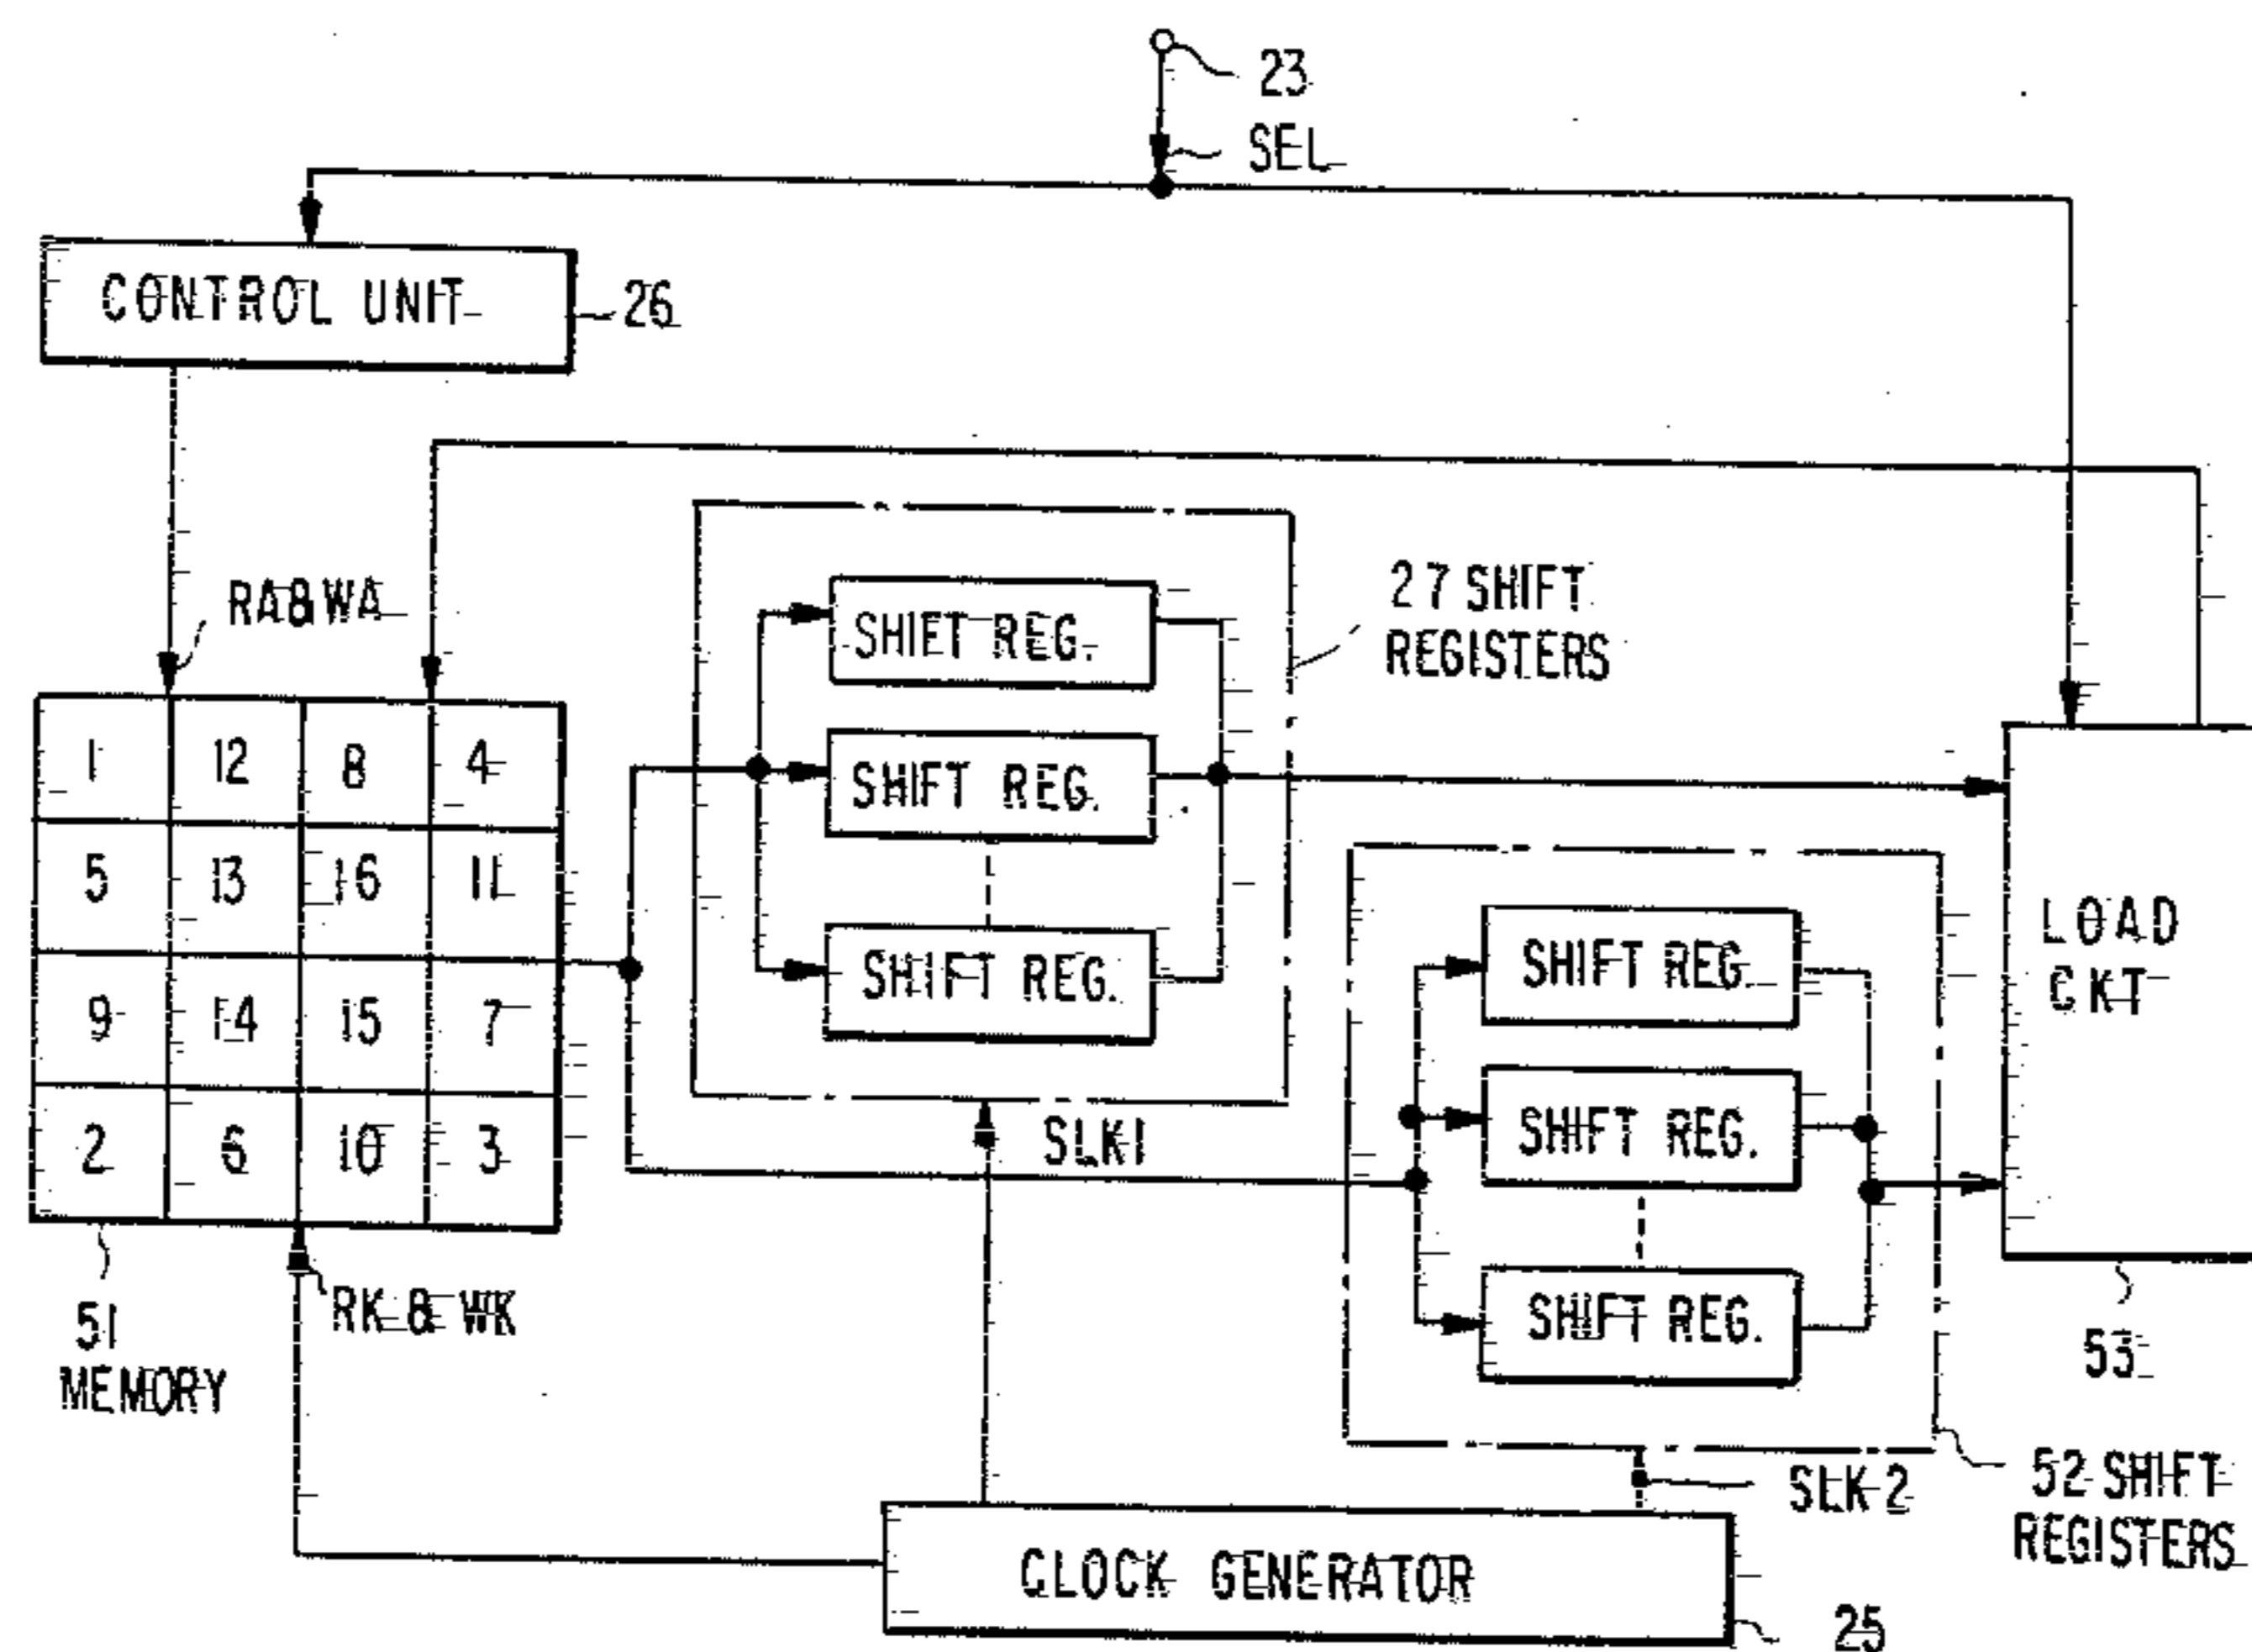 23
SEL
CONTROL UNIT
26
RA&WA
27 SHIFT
REGISTERS
SHIFT REG.
SHIFT REG.
SHIFT REG.
1 12 8 4
5 13 16 11
9 14 15 7
2 6 10 3
SHIFT REG.
SHIFT REG.
SHIFT REG.
LOAD
CKT
SLK1
51
MEMORY
RK & WK
53
SLK2
52 SHIFT
REGISTERS
CLOCK GENERATOR
25